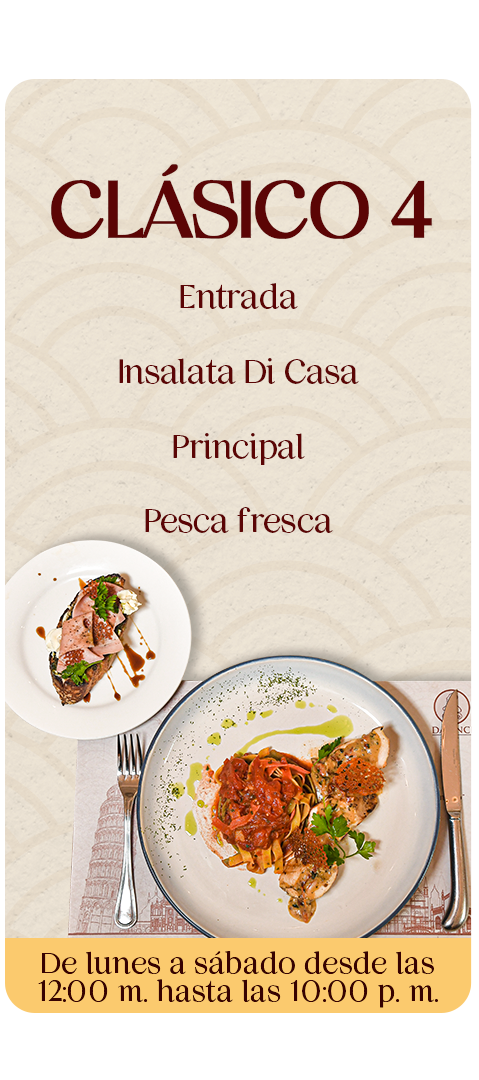 CLÁSICO 4
Entrada
Insalata Di Casa
Principal
Pesca fresca
De lunes a sábado desde las
12:00 m. hasta las 10:00 p. m.